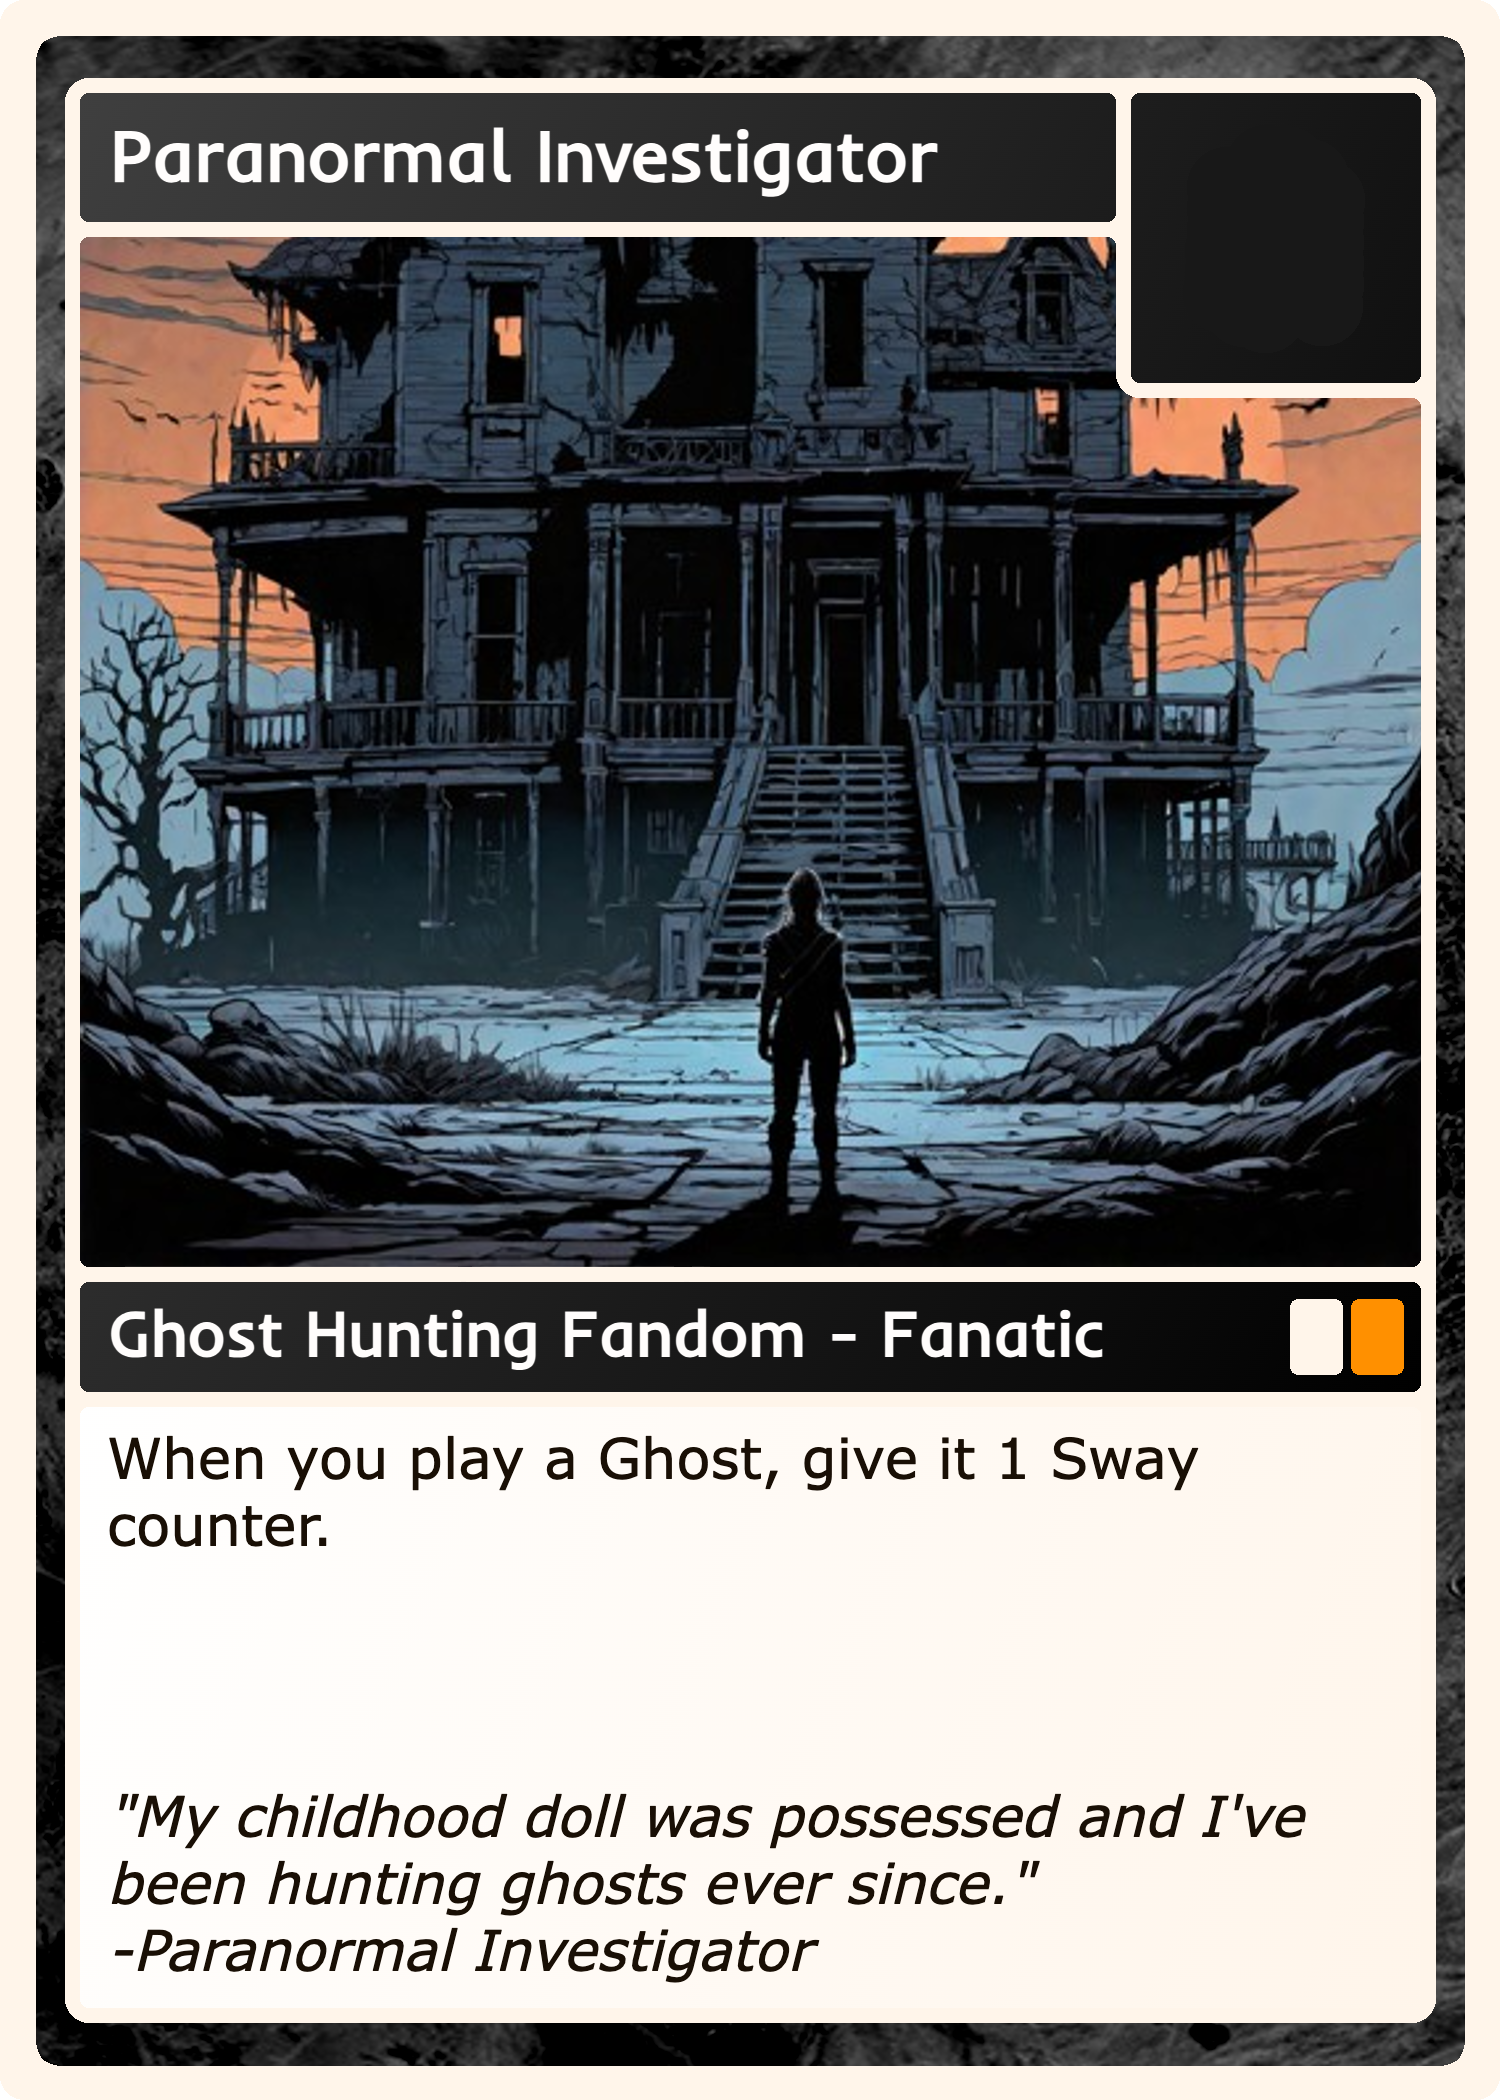 Paranormal Investigator
Ghost Hunting Fandom - Fanatic
When you play a Ghost, give it 1 Sway
counter.
"My childhood doll was possessed and I've
been hunting ghosts ever since."
-Paranormal Investigator